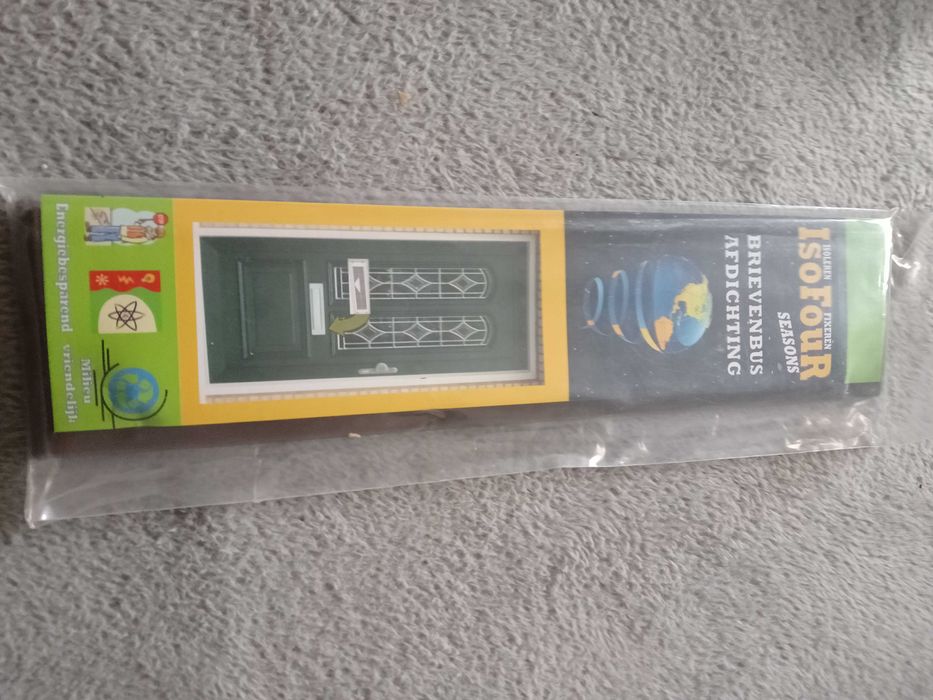 ISOLEREN FIXEREN
ISOFOUR
SEASONS
BRIEVENBUS
AFDICHTING
Milieu
Energiebesparend vriendelijk